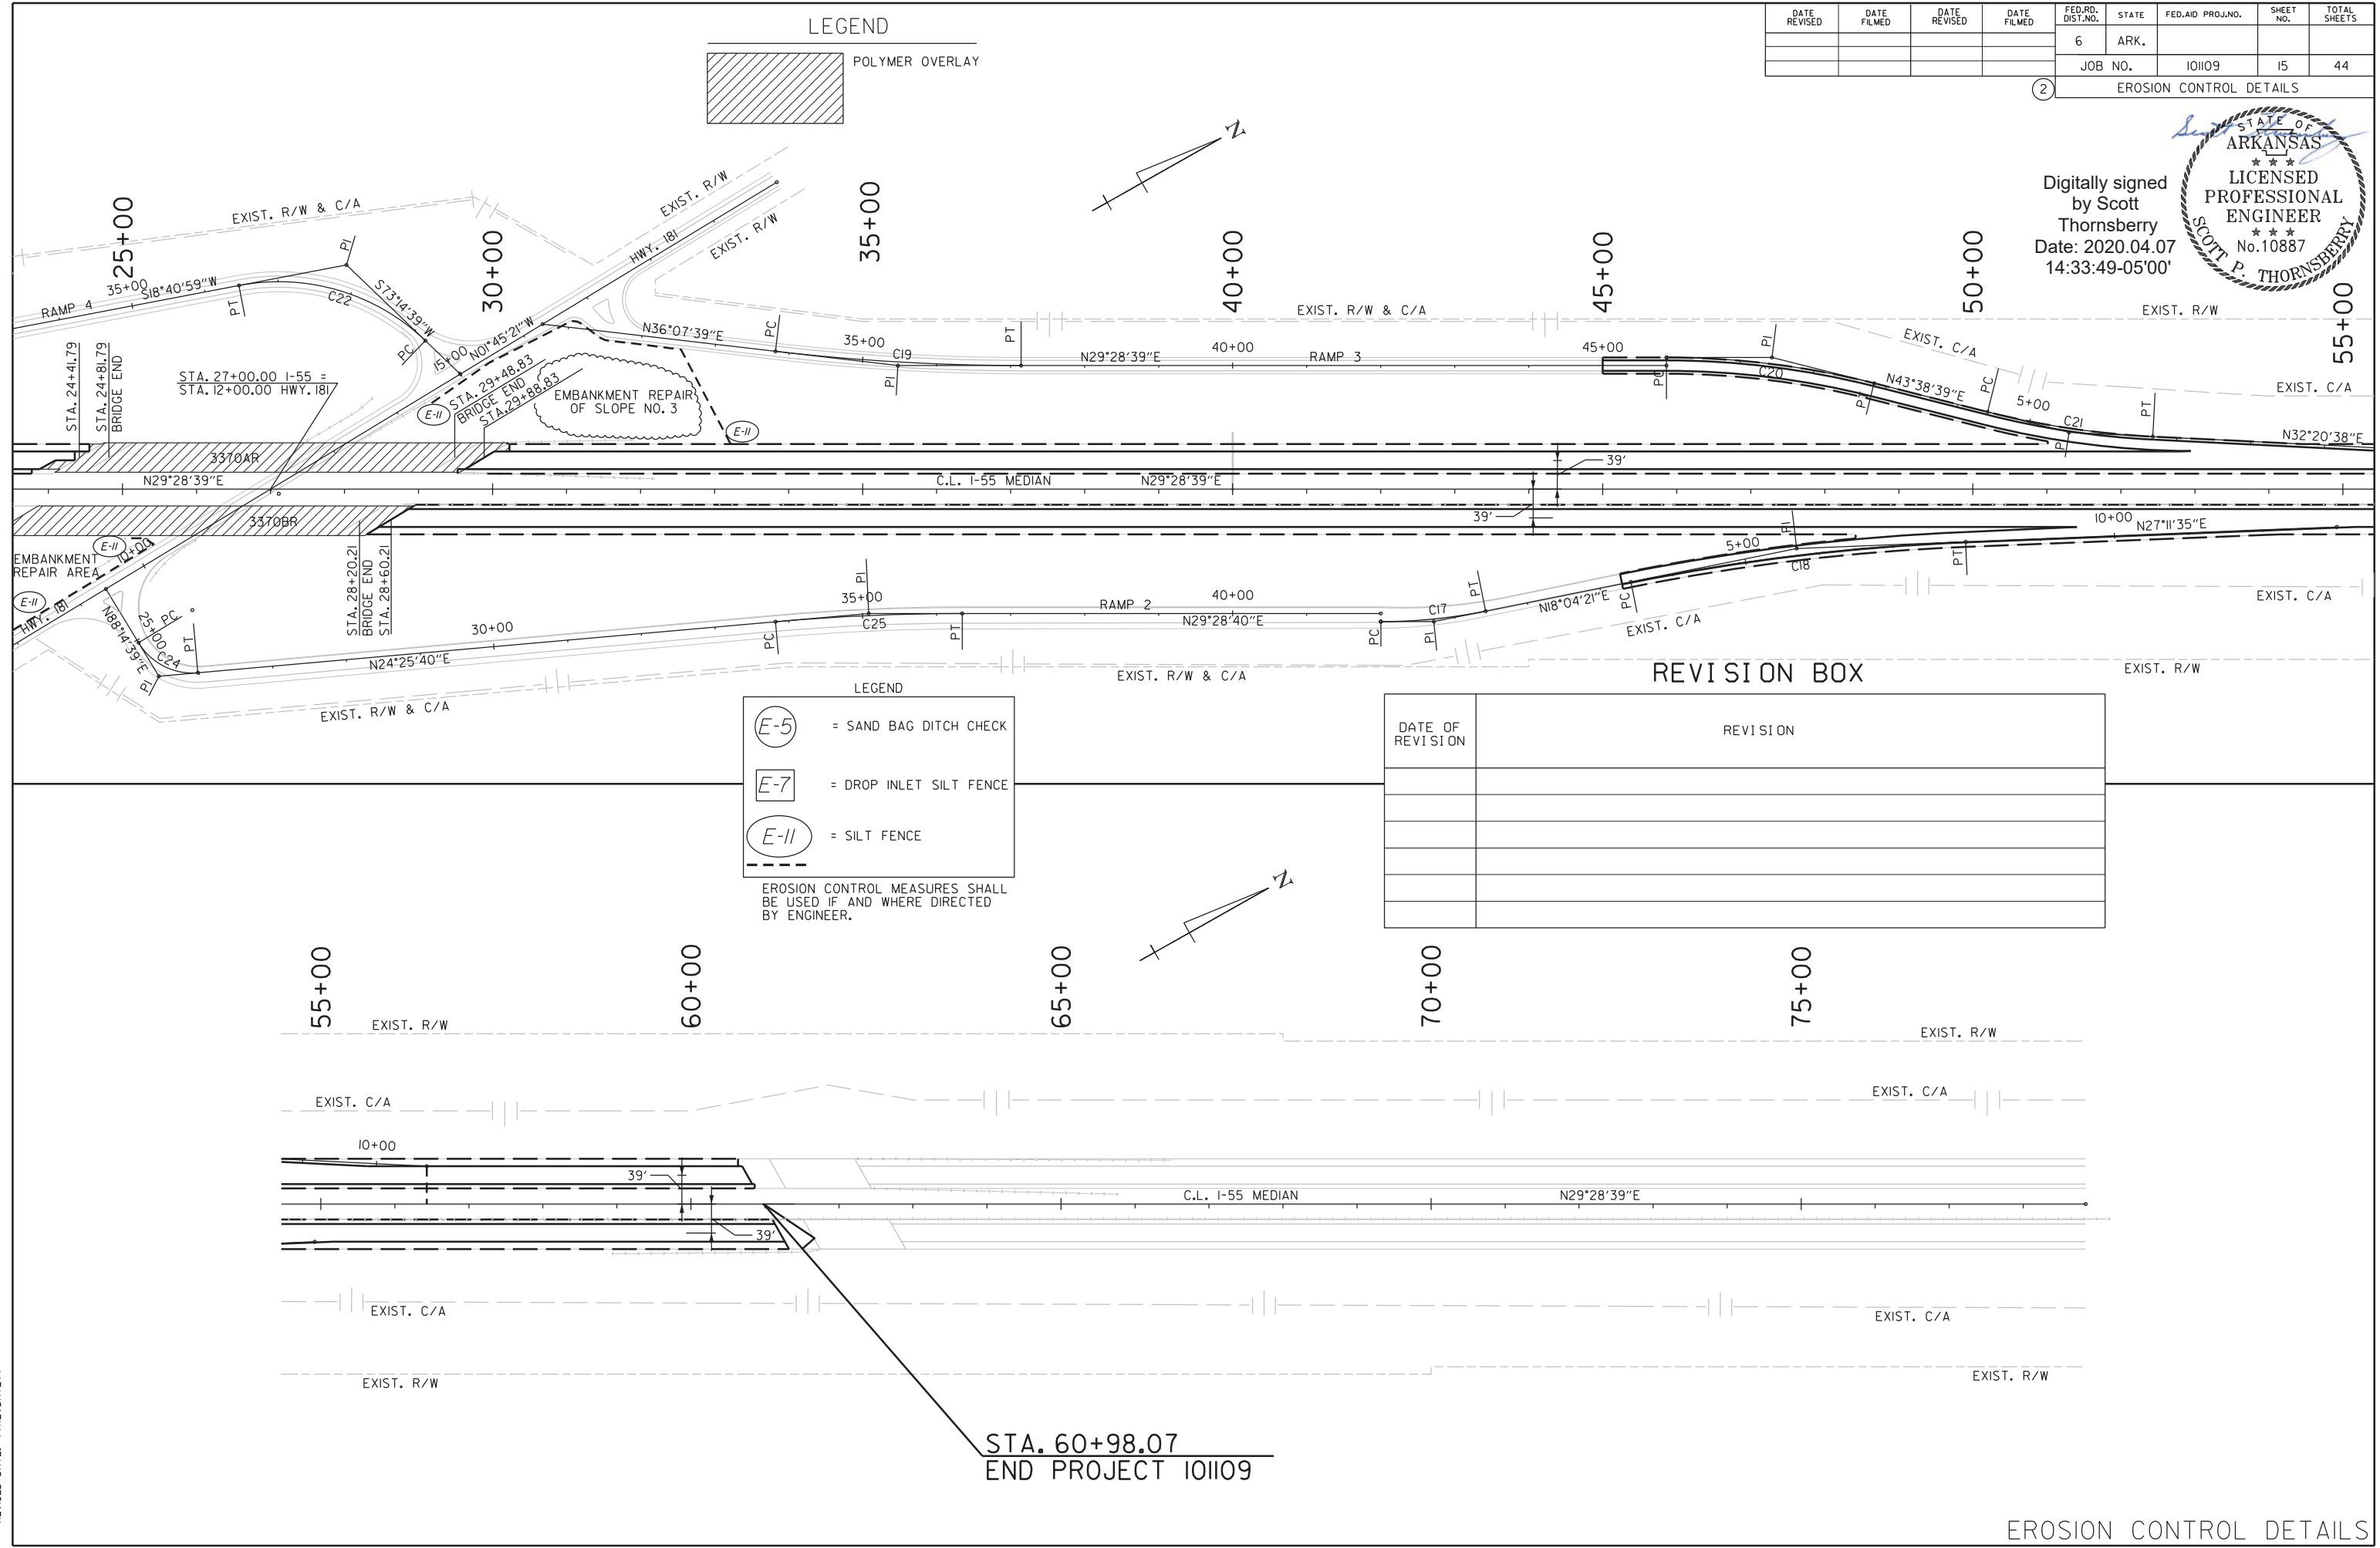 LEGEND
POLYMER OVERLAY
DATE REVISED
DATE FILMED
DATE REVISED
DATE FILMED
FED.RD. DIST.NO.
STATE
FED.AID PROJ.NO.
SHEET NO.
TOTAL SHEETS
6
ARK.
JOB NO.
101109
15
44
2
EROSION CONTROL DETAILS
STATE OF
ARKANSAS
LICENSED
PROFESSIONAL
ENGINEER
No.10887
SCOTT P. THORNSBERRY
Digitally signed
by Scott
Thornsberry
Date: 2020.04.07
14:33:49-05'00'
N
25+00
30+00
35+00
40+00
45+00
50+00
55+00
EXIST. R/W & C/A
EXIST. R/W
HWY. 181
EXIST. R/W
EXIST. R/W & C/A
EXIST. R/W
EXIST. C/A
EXIST. C/A
RAMP 4
35+00
S18°40'59"W
PT
C22
PI
S73°14'39"W
PC
15+00
N01°45'21"W
N36°07'39"E
PC
35+00
C19
PI
PT
N29°28'39"E
40+00
RAMP 3
45+00
PC
C20
PI
PI
N43°38'39"E
PC
5+00
C21
PI
PT
N32°20'38"E
STA. 24+41.79
STA. 24+81.79
BRIDGE END
STA. 27+00.00 I-55 =
STA. 12+00.00 HWY. 181
E-11
STA. 29+48.83
BRIDGE END
STA. 29+88.83
EMBANKMENT REPAIR
OF SLOPE NO. 3
E-11
3370AR
N29°28'39"E
C.L. I-55 MEDIAN
N29°28'39"E
39'
39'
3370BR
E-11
10+00
EMBANKMENT
REPAIR AREA
E-11
HWY. 181
STA. 28+20.21
BRIDGE END
STA. 28+60.21
N88°14'39"E
25+00
PC
C24
PI
PT
30+00
N24°25'40"E
PC
35+00
PI
C25
PT
RAMP 2
40+00
N29°28'40"E
PC
C17
PI
PT
N18°04'21"E
PC
5+00
PI
C18
PT
10+00
N27°11'35"E
EXIST. C/A
EXIST. C/A
EXIST. R/W
EXIST. R/W & C/A
EXIST. R/W & C/A
LEGEND
E-5 = SAND BAG DITCH CHECK
E-7 = DROP INLET SILT FENCE
E-11 = SILT FENCE
EROSION CONTROL MEASURES SHALL
BE USED IF AND WHERE DIRECTED
BY ENGINEER.
REVISION BOX
DATE OF
REVISION
REVISION
N
55+00
60+00
65+00
70+00
75+00
EXIST. R/W
EXIST. R/W
EXIST. C/A
EXIST. C/A
10+00
39'
C.L. I-55 MEDIAN
N29°28'39"E
39'
EXIST. C/A
EXIST. C/A
EXIST. R/W
EXIST. R/W
STA. 60+98.07
END PROJECT 101109
EROSION CONTROL DETAILS